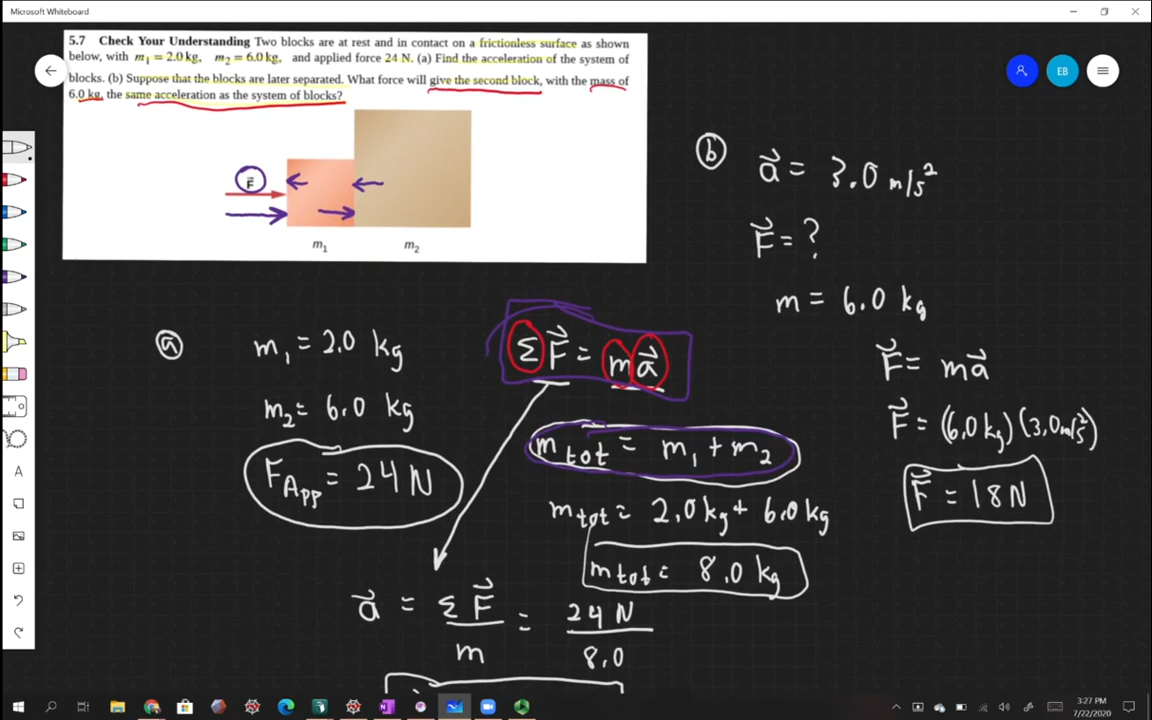 Microsoft Whiteboard
5.7 Check Your Understanding Two blocks are at rest and in contact on a frictionless surface as shown
below, with m₁ = 2.0 kg, m₂ = 6.0 kg, and applied force 24 N. (a) Find the acceleration of the system of
blocks. (b) Suppose that the blocks are later separated. What force will give the second block, with the mass of
6.0 kg, the same acceleration as the system of blocks?
F⃗
m₁
m₂
EB
ⓐ
m₁ = 2.0 kg
m₂ = 6.0 kg
F_App = 24 N
Σ F⃗ = m a⃗
m_tot = m₁ + m₂
m_tot = 2.0 kg + 6.0 kg
m_tot = 8.0 kg
a⃗ = Σ F⃗ / m = 24 N / 8.0
ⓑ
a⃗ = 3.0 m/s²
F⃗ = ?
m = 6.0 kg
F⃗ = m a⃗
F⃗ = (6.0 kg) (3.0 m/s²)
F⃗ = 18 N
A
3:27 PM
7/22/2020